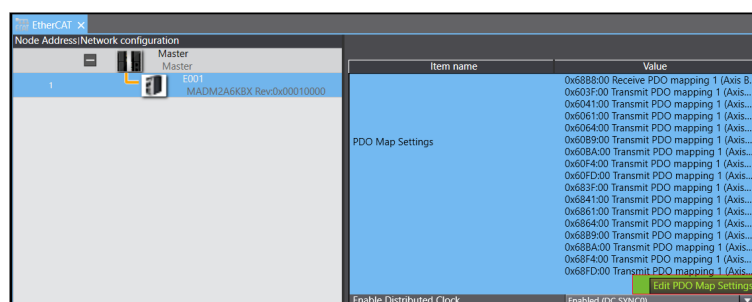 EtherCAT
Node Address|Network configuration
Master
Master
1
E001
MADM2A6KBX Rev:0x00010000
Item name
Value
PDO Map Settings
0x68B8:00 Receive PDO mapping 1 (Axis B...
0x603F:00 Transmit PDO mapping 1 (Axis...
0x6041:00 Transmit PDO mapping 1 (Axis...
0x6061:00 Transmit PDO mapping 1 (Axis...
0x6064:00 Transmit PDO mapping 1 (Axis...
0x60B9:00 Transmit PDO mapping 1 (Axis...
0x60BA:00 Transmit PDO mapping 1 (Axis...
0x60F4:00 Transmit PDO mapping 1 (Axis...
0x60FD:00 Transmit PDO mapping 1 (Axis...
0x683F:00 Transmit PDO mapping 1 (Axis...
0x6841:00 Transmit PDO mapping 1 (Axis...
0x6861:00 Transmit PDO mapping 1 (Axis...
0x6864:00 Transmit PDO mapping 1 (Axis...
0x68B9:00 Transmit PDO mapping 1 (Axis...
0x68BA:00 Transmit PDO mapping 1 (Axis...
0x68F4:00 Transmit PDO mapping 1 (Axis...
0x68FD:00 Transmit PDO mapping 1 (Axis...
Edit PDO Map Settings
Enable Distributed Clock
Enabled (DC SYNC0)